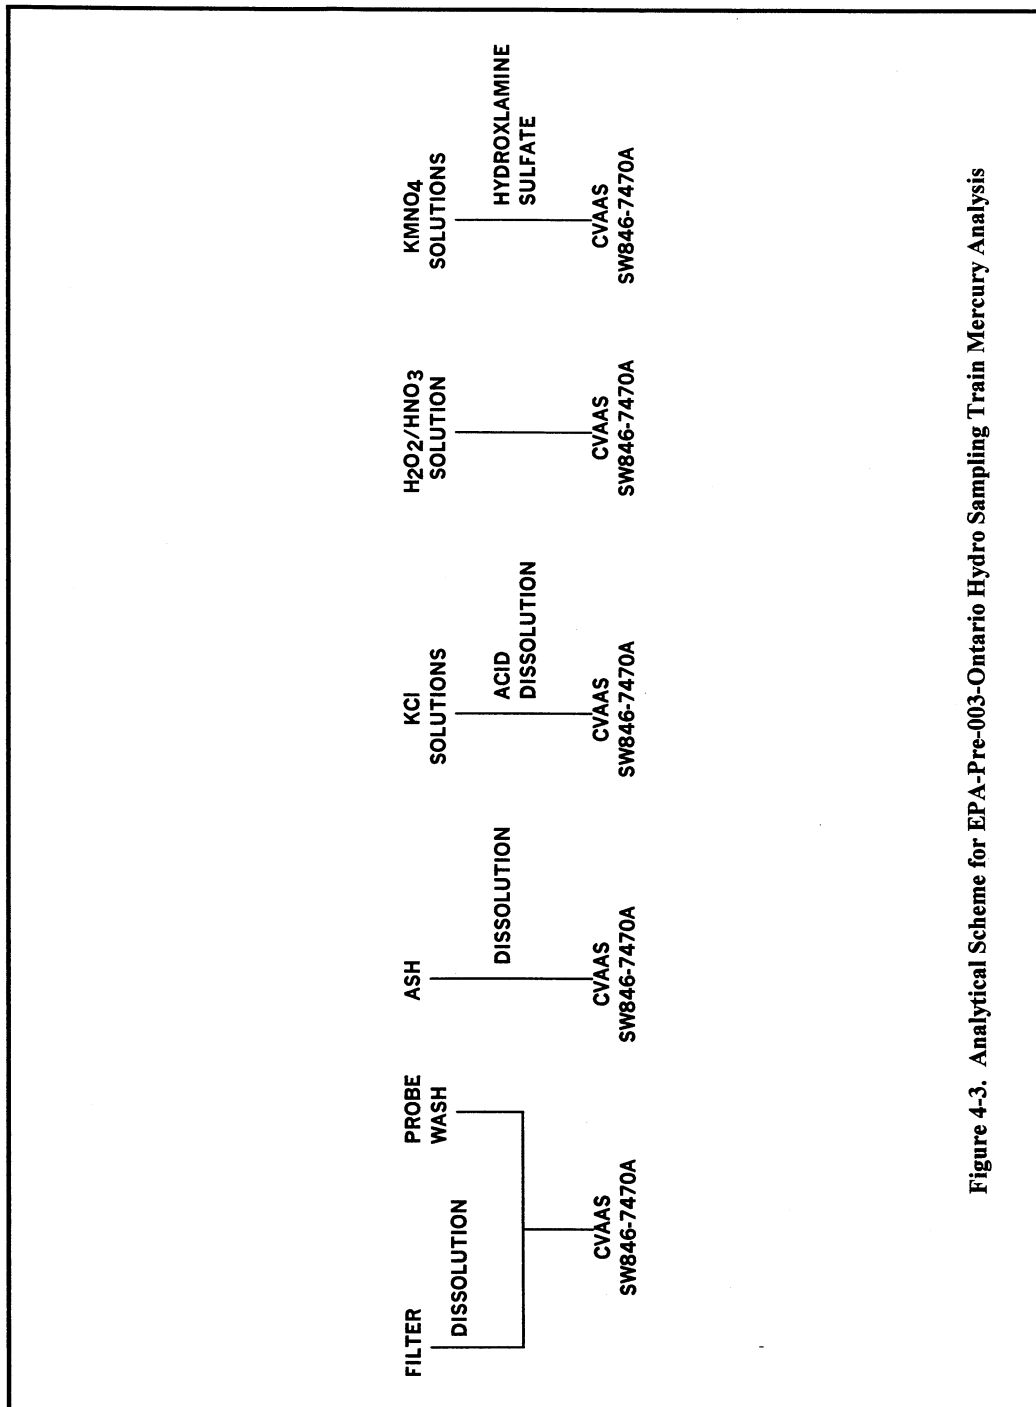 FILTER
DISSOLUTION
PROBE
WASH
CVAAS
SW846-7470A
ASH
DISSOLUTION
CVAAS
SW846-7470A
KCl
SOLUTIONS
ACID
DISSOLUTION
CVAAS
SW846-7470A
H2O2/HNO3
SOLUTION
CVAAS
SW846-7470A
KMNO4
SOLUTIONS
HYDROXLAMINE
SULFATE
CVAAS
SW846-7470A
Figure 4-3. Analytical Scheme for EPA-Pre-003-Ontario Hydro Sampling Train Mercury Analysis